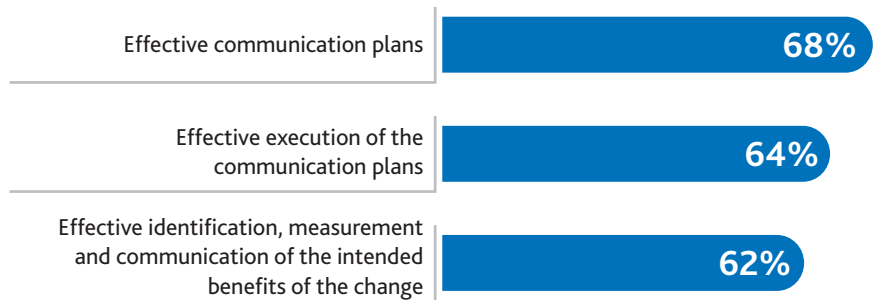 Effective communication plans
68%
Effective execution of the
communication plans
64%
Effective identification, measurement
and communication of the intended
benefits of the change
62%